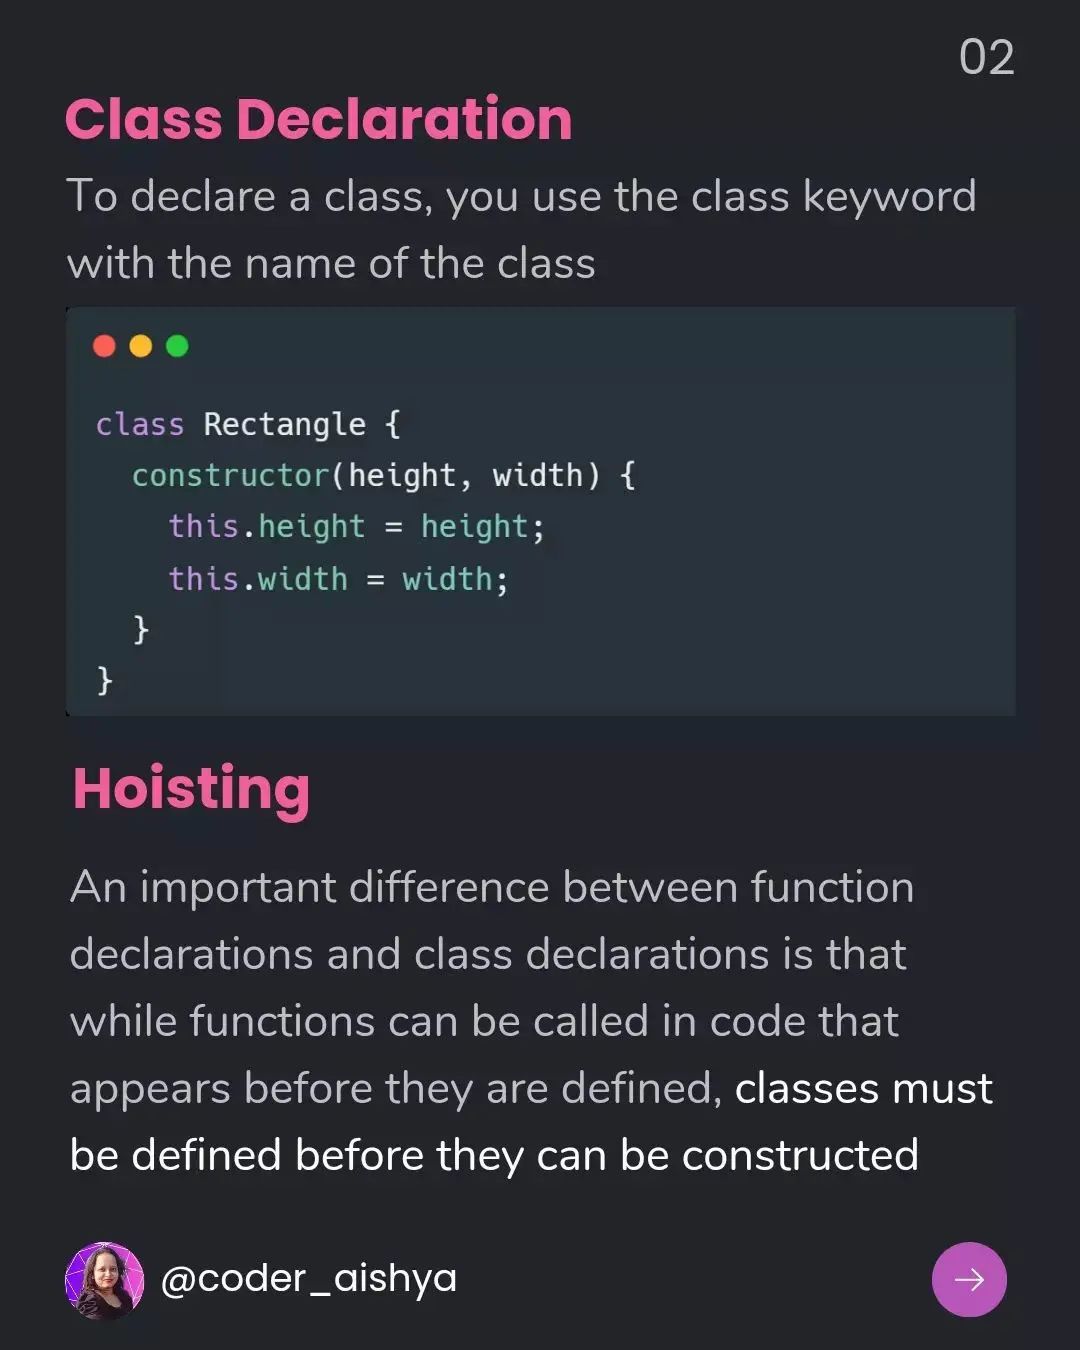 02
Class Declaration
To declare a class, you use the class keyword
with the name of the class
class Rectangle {
  constructor(height, width) {
    this.height = height;
    this.width = width;
  }
}
Hoisting
An important difference between function
declarations and class declarations is that
while functions can be called in code that
appears before they are defined, classes must
be defined before they can be constructed
@coder_aishya